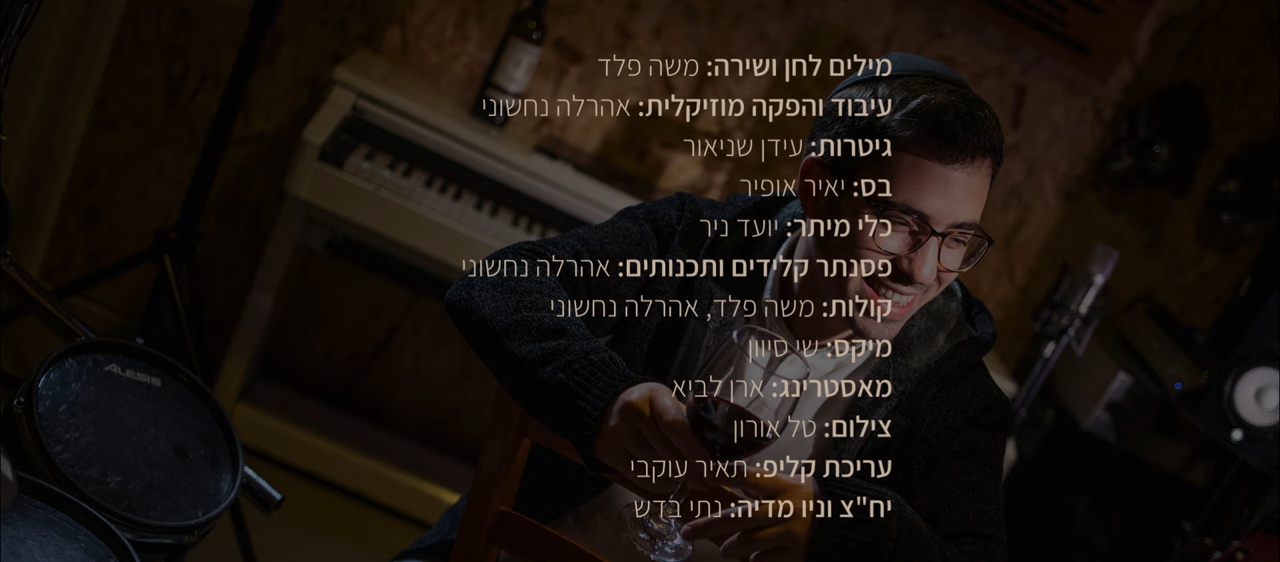 מילים לחן ושירה: משה פלד
עיבוד והפקה מוזיקלית: אהרלה נחשוני
גיטרות: עידן שניאור
בס: יאיר אופיר
כלי מיתר: יועד ניר
פסנתר קלידים ותכנותים: אהרלה נחשוני
קולות: משה פלד, אהרלה נחשוני
מיקס: שי סיוון
מאסטרינג: ארן לביא
צילום: טל אורון
עריכת קליפ: תאיר עוקבי
יח"צ וניו מדיה: נתי בדש
ALESIS